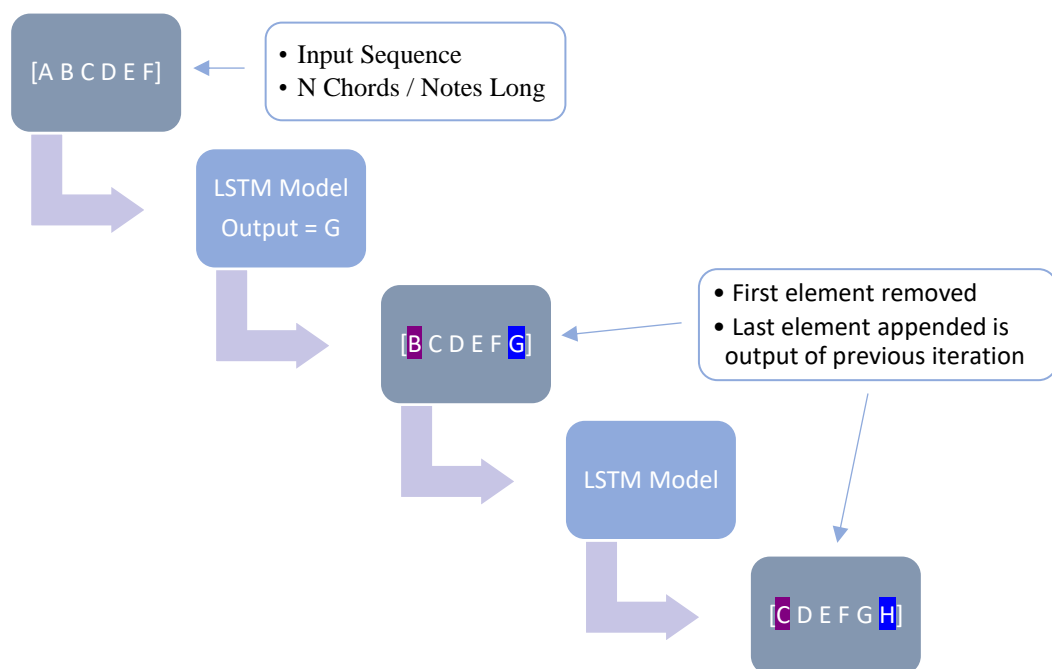 [A B C D E F]
• Input Sequence
• N Chords / Notes Long
LSTM Model
Output = G
[B C D E F G]
• First element removed
• Last element appended is
output of previous iteration
LSTM Model
[C D E F G H]